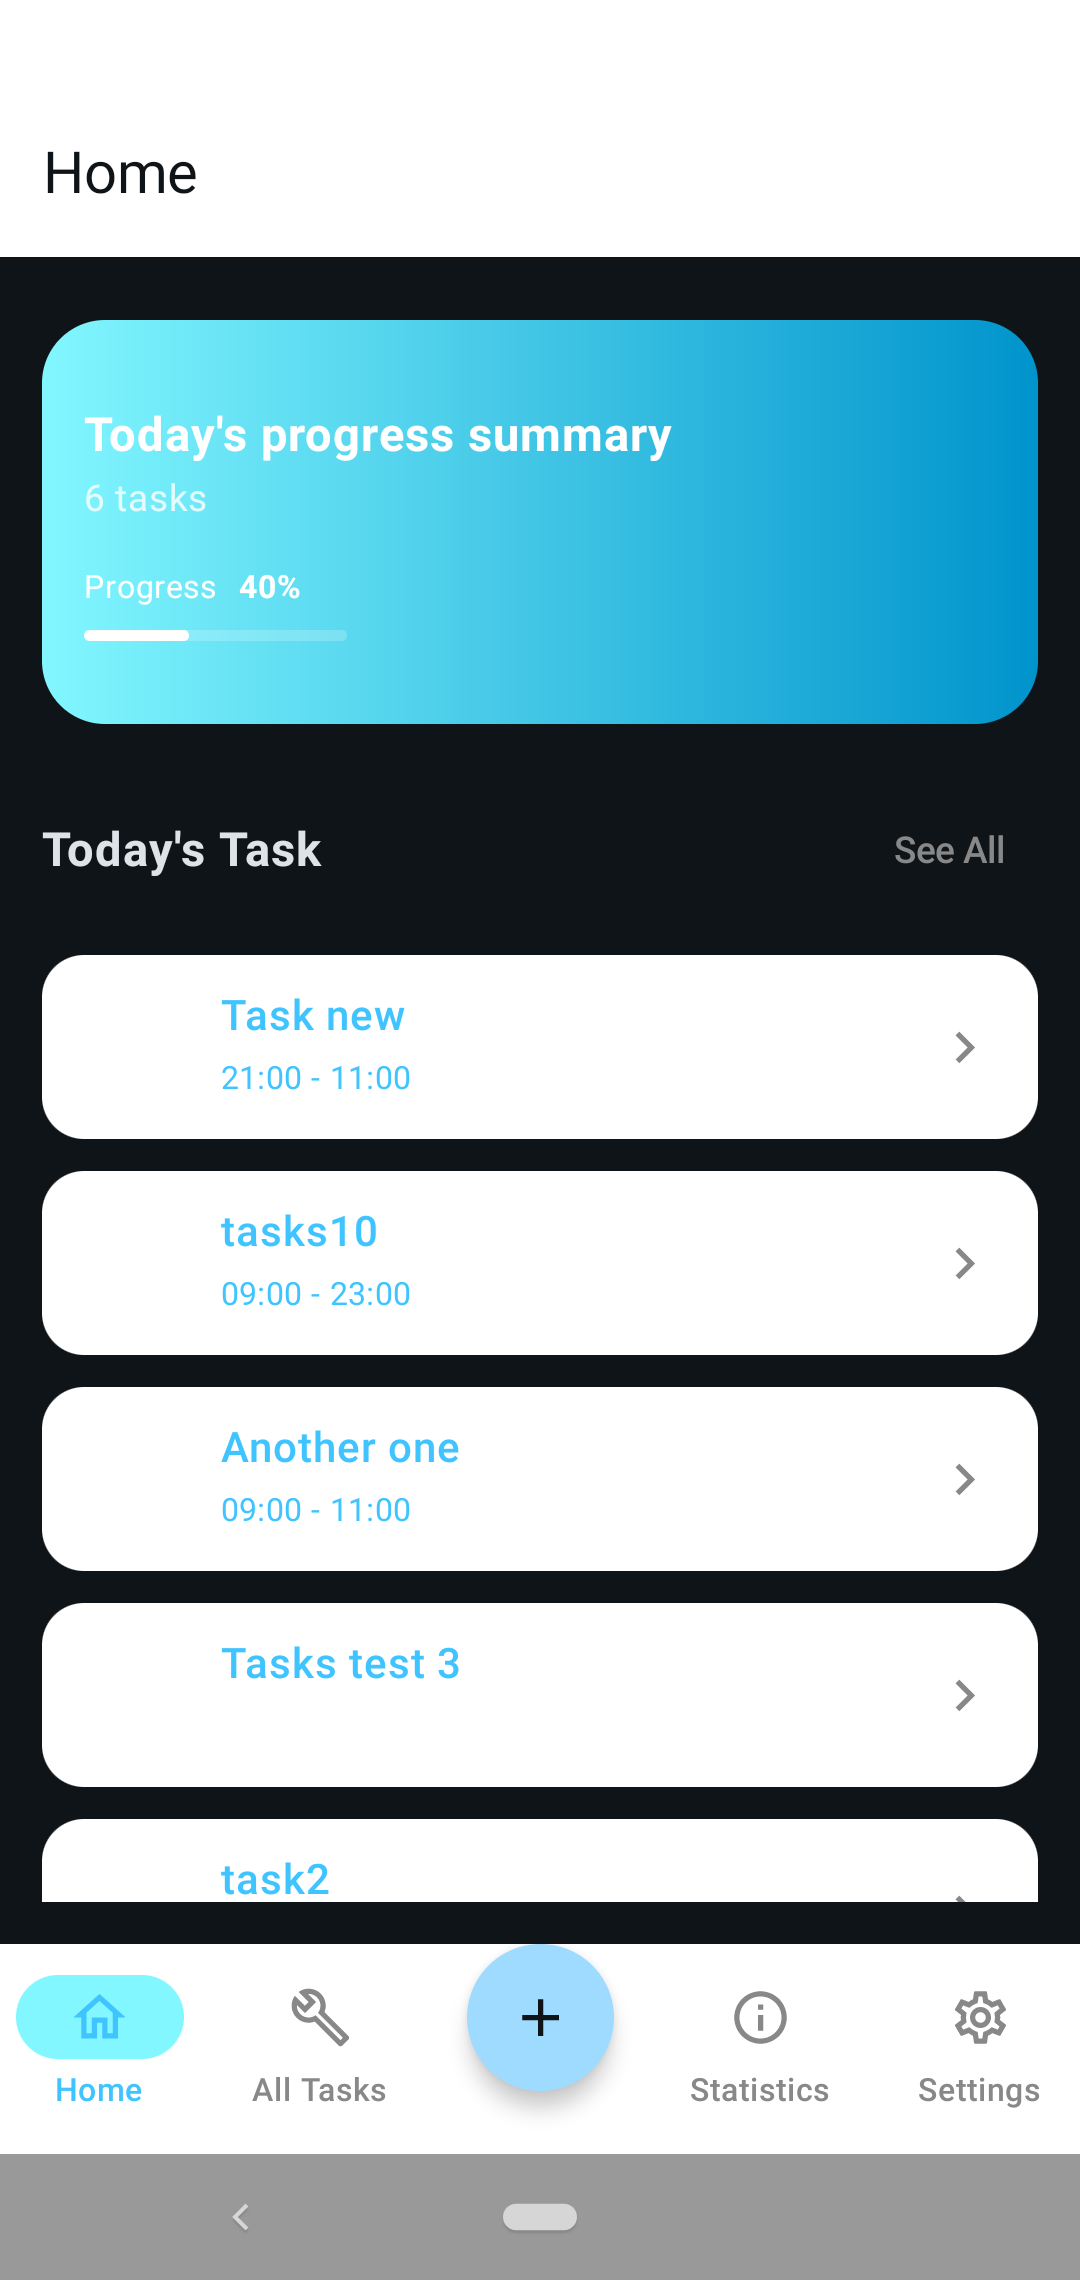 Home
Today's progress summary
6 tasks
Progress 40%
Today's Task
See All
Task new
21:00 - 11:00
tasks10
09:00 - 23:00
Another one
09:00 - 11:00
Tasks test 3
task2
Home
All Tasks
Statistics
Settings